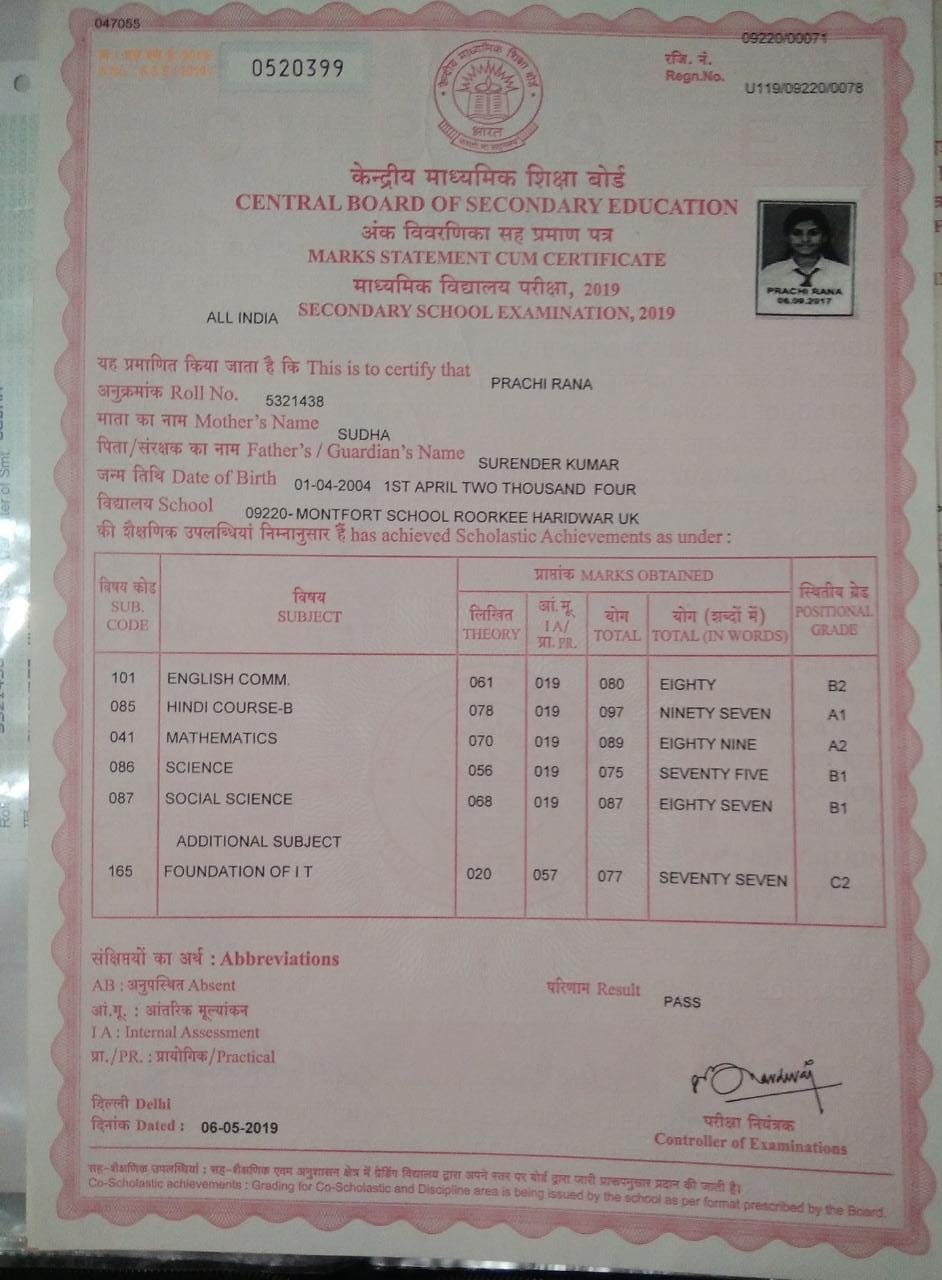 047055
09220/00071
0520399
रजि. नं.
Regn.No.
U119/09220/0078
भारत
केन्द्रीय माध्यमिक शिक्षा बोर्ड
CENTRAL BOARD OF SECONDARY EDUCATION
अंक विवरणिका सह प्रमाण पत्र
MARKS STATEMENT CUM CERTIFICATE
माध्यमिक विद्यालय परीक्षा, 2019
ALL INDIA SECONDARY SCHOOL EXAMINATION, 2019
PRACHI RANA
06.09.2017
यह प्रमाणित किया जाता है कि This is to certify that PRACHI RANA
अनुक्रमांक Roll No. 5321438
माता का नाम Mother's Name SUDHA
पिता/संरक्षक का नाम Father's / Guardian's Name SURENDER KUMAR
जन्म तिथि Date of Birth 01-04-2004 1ST APRIL TWO THOUSAND FOUR
विद्यालय School 09220- MONTFORT SCHOOL ROORKEE HARIDWAR UK
की शैक्षणिक उपलब्धियां निम्नानुसार हैं has achieved Scholastic Achievements as under :
विषय कोड SUB. CODE विषय SUBJECT प्राप्तांक MARKS OBTAINED स्थितीय ग्रेड POSITIONAL GRADE
लिखित THEORY आं.मू. I A/ प्रा. PR. योग TOTAL योग (शब्दों में) TOTAL (IN WORDS)
101 ENGLISH COMM. 061 019 080 EIGHTY B2
085 HINDI COURSE-B 078 019 097 NINETY SEVEN A1
041 MATHEMATICS 070 019 089 EIGHTY NINE A2
086 SCIENCE 056 019 075 SEVENTY FIVE B1
087 SOCIAL SCIENCE 068 019 087 EIGHTY SEVEN B1
ADDITIONAL SUBJECT
165 FOUNDATION OF I T 020 057 077 SEVENTY SEVEN C2
संक्षिप्तियों का अर्थ : Abbreviations
AB : अनुपस्थित Absent
परिणाम Result PASS
आं.मू. : आंतरिक मूल्यांकन
I A : Internal Assessment
प्रा./PR. : प्रायोगिक/Practical
दिल्ली Delhi
दिनांक Dated : 06-05-2019
परीक्षा नियंत्रक
Controller of Examinations
सह-शैक्षणिक उपलब्धियां : सह-शैक्षणिक एवम अनुशासन क्षेत्र में ग्रेडिंग विद्यालय द्वारा अपने स्तर पर बोर्ड द्वारा जारी प्रारूपनुसार प्रदान की जाती है।
Co-Scholastic achievements : Grading for Co-Scholastic and Discipline area is being issued by the school as per format prescribed by the Board.